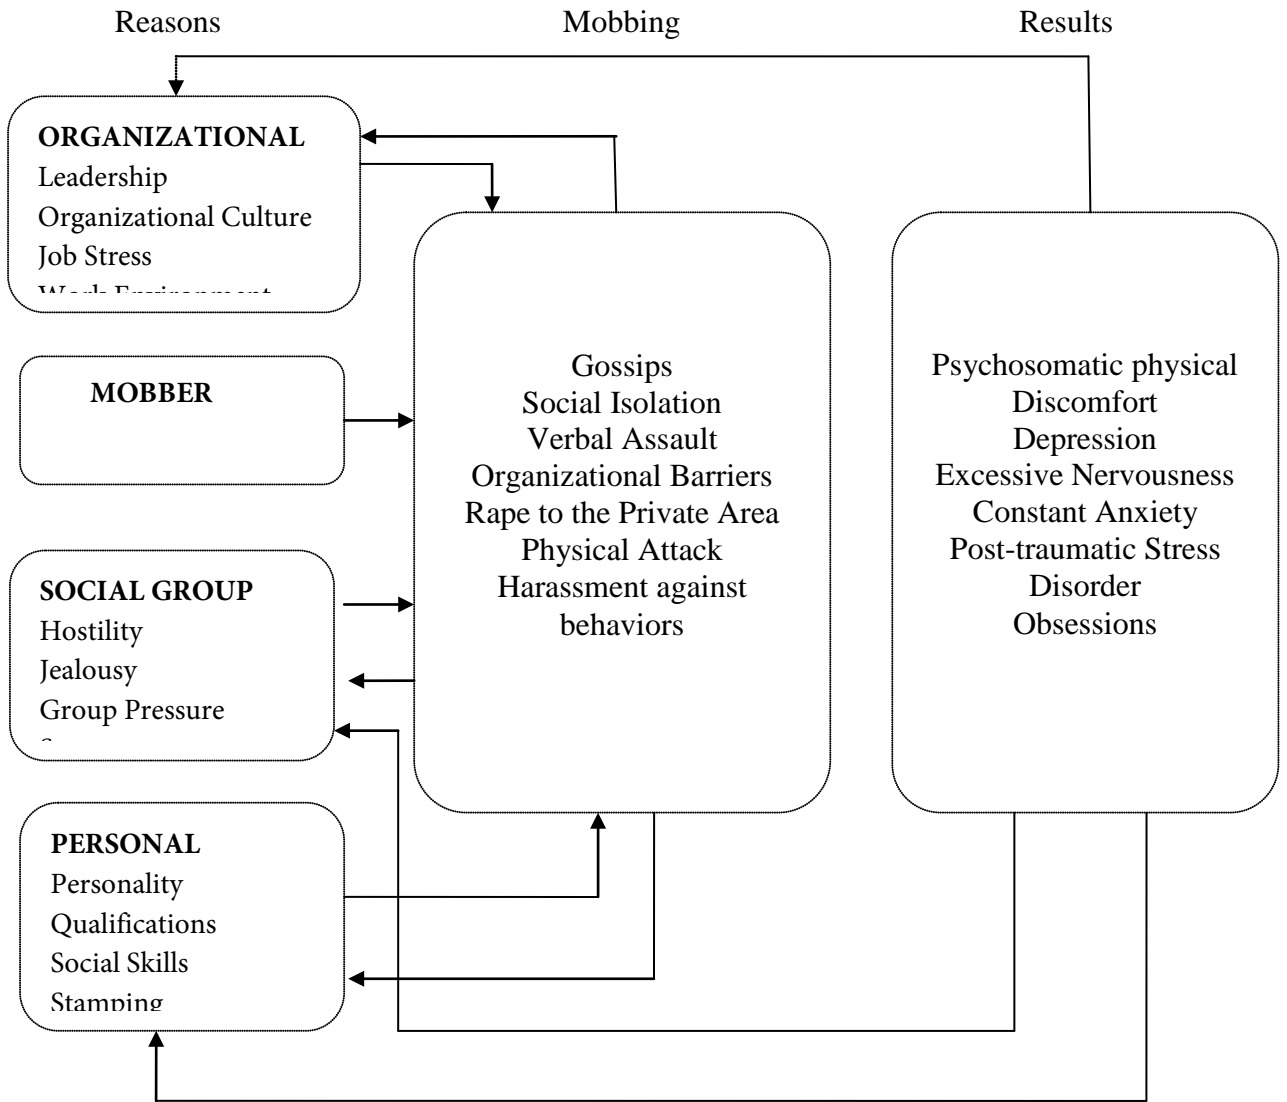 Reasons
Mobbing
Results
ORGANIZATIONAL
Leadership
Organizational Culture
Job Stress
Work Environment
MOBBER
SOCIAL GROUP
Hostility
Jealousy
Group Pressure
PERSONAL
Personality
Qualifications
Social Skills
Stamping
Gossips
Social Isolation
Verbal Assault
Organizational Barriers
Rape to the Private Area
Physical Attack
Harassment against
behaviors
Psychosomatic physical
Discomfort
Depression
Excessive Nervousness
Constant Anxiety
Post-traumatic Stress
Disorder
Obsessions